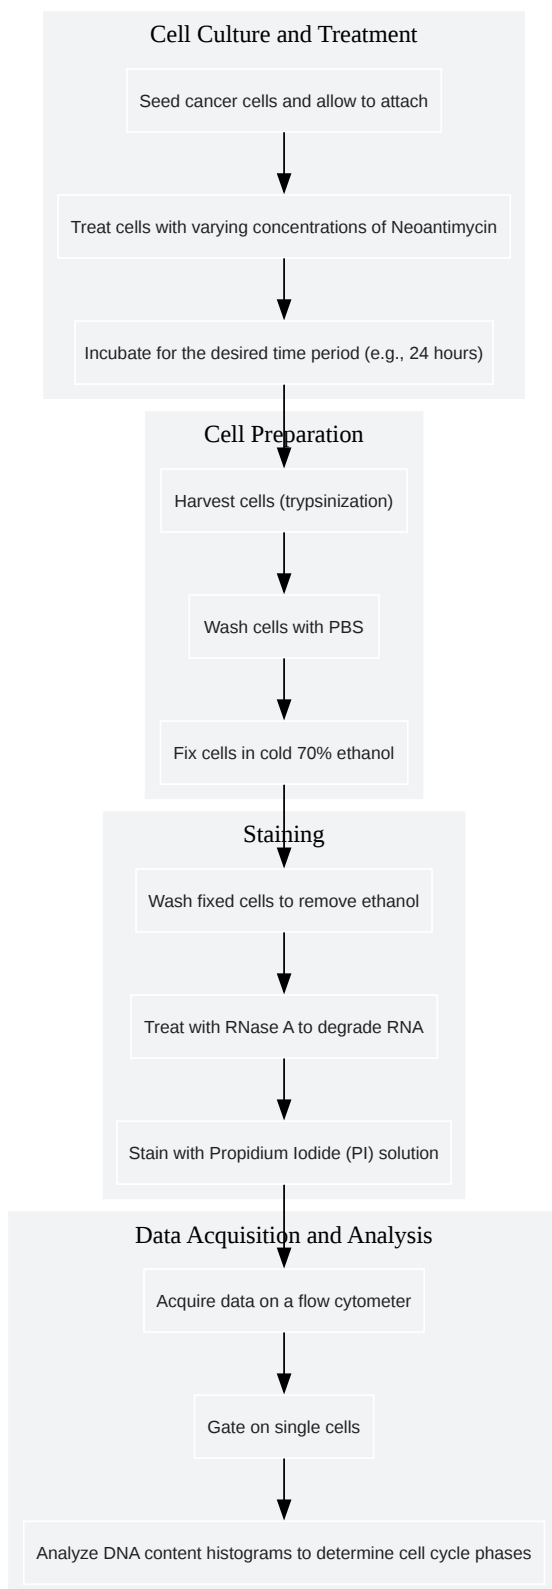 Cell Culture and Treatment
Seed cancer cells and allow to attach
Treat cells with varying concentrations of Neoantimycin
Incubate for the desired time period (e.g., 24 hours)
Cell Preparation
Harvest cells (trypsinization)
Wash cells with PBS
Fix cells in cold 70% ethanol
Staining
Wash fixed cells to remove ethanol
Treat with RNase A to degrade RNA
Stain with Propidium Iodide (PI) solution
Data Acquisition and Analysis
Acquire data on a flow cytometer
Gate on single cells
Analyze DNA content histograms to determine cell cycle phases